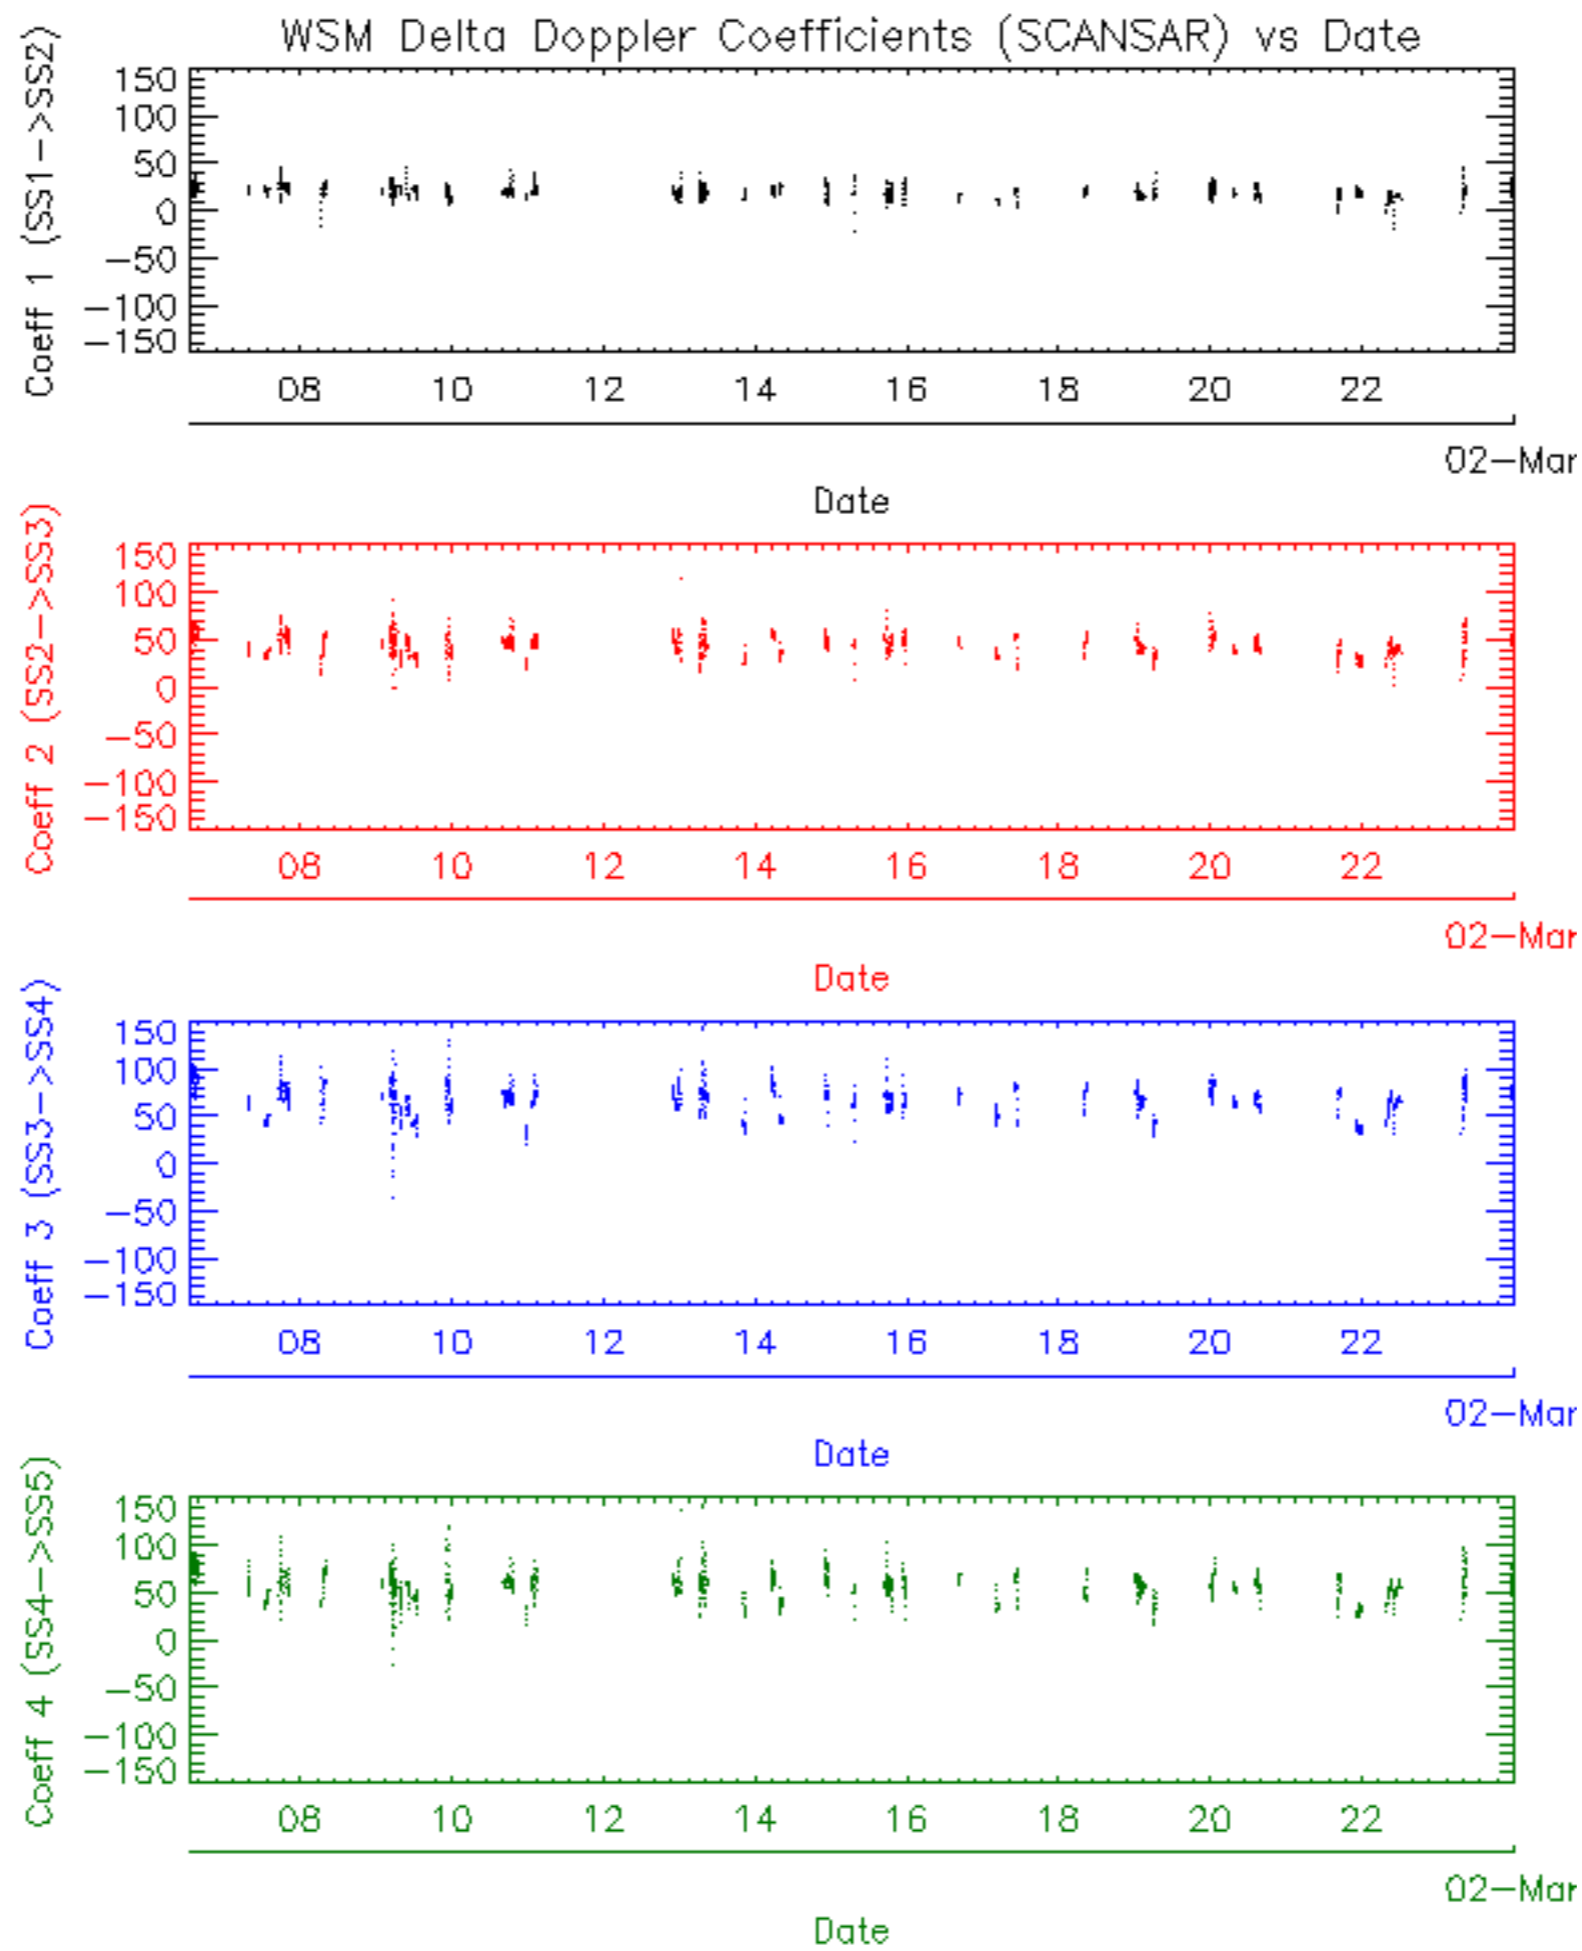 WSM Delta Doppler Coefficients (SCANSAR) vs Date
Coeff 1 (SS1->SS2)
150
100
50
0
-50
-100
-150
08 10 12 14 16 18 20 22
02-Mar
Date
Coeff 2 (SS2->SS3)
150
100
50
0
-50
-100
-150
08 10 12 14 16 18 20 22
02-Mar
Date
Coeff 3 (SS3->SS4)
150
100
50
0
-50
-100
-150
08 10 12 14 16 18 20 22
02-Mar
Date
Coeff 4 (SS4->SS5)
150
100
50
0
-50
-100
-150
08 10 12 14 16 18 20 22
02-Mar
Date